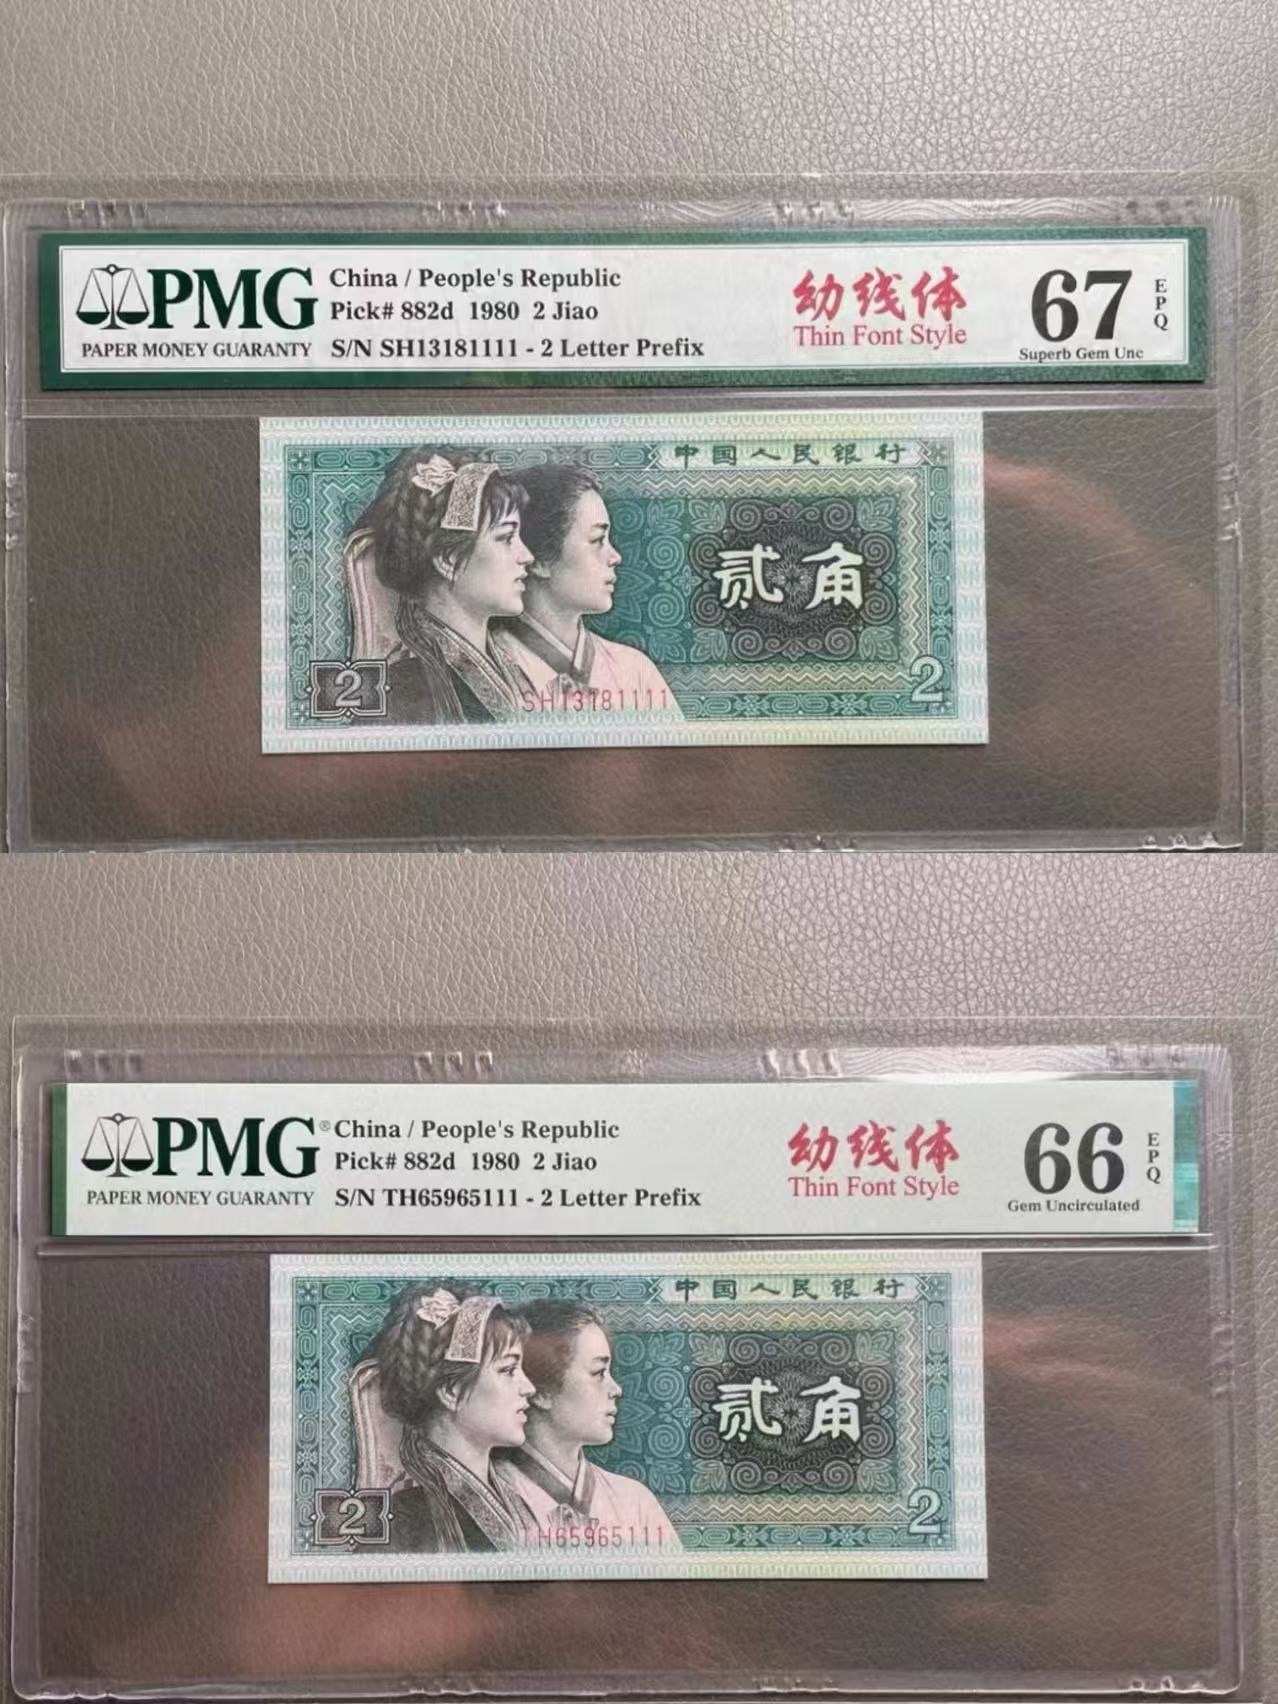 PMG
PAPER MONEY GUARANTY
China / People's Republic
Pick# 882d 1980 2 Jiao
S/N SH13181111 - 2 Letter Prefix
幼线体
Thin Font Style
67
EPQ
Superb Gem Unc
中国人民银行
贰角
2
SH13181111
2
PMG®
PAPER MONEY GUARANTY
China / People's Republic
Pick# 882d 1980 2 Jiao
S/N TH65965111 - 2 Letter Prefix
幼线体
Thin Font Style
66
EPQ
Gem Uncirculated
中国人民银行
贰角
2
TH65965111
2